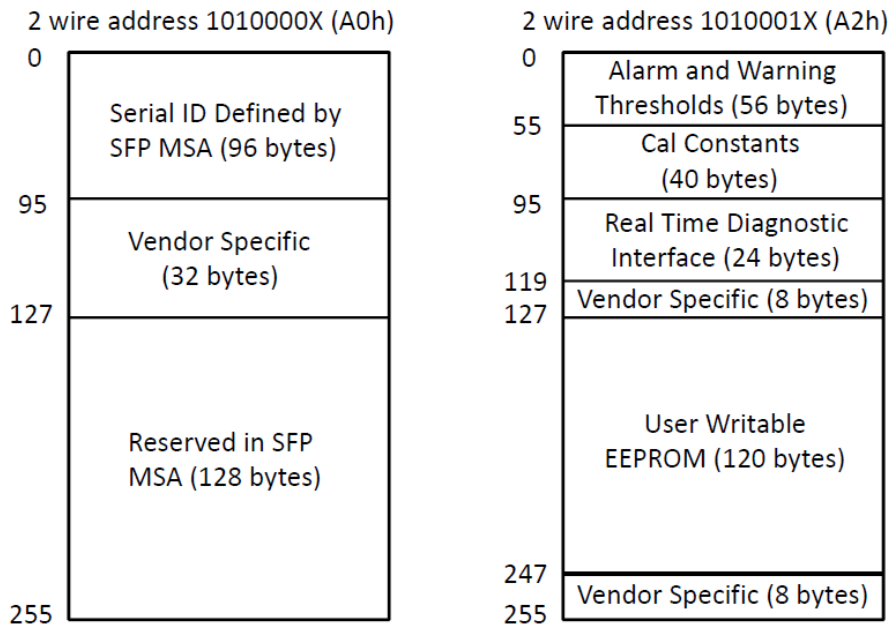 2 wire address 1010000X (A0h)
0
Serial ID Defined by
SFP MSA (96 bytes)
95
Vendor Specific
(32 bytes)
127
Reserved in SFP
MSA (128 bytes)
255
2 wire address 1010001X (A2h)
0
Alarm and Warning
Thresholds (56 bytes)
55
Cal Constants
(40 bytes)
95
Real Time Diagnostic
Interface (24 bytes)
119
Vendor Specific (8 bytes)
127
User Writable
EEPROM (120 bytes)
247
Vendor Specific (8 bytes)
255